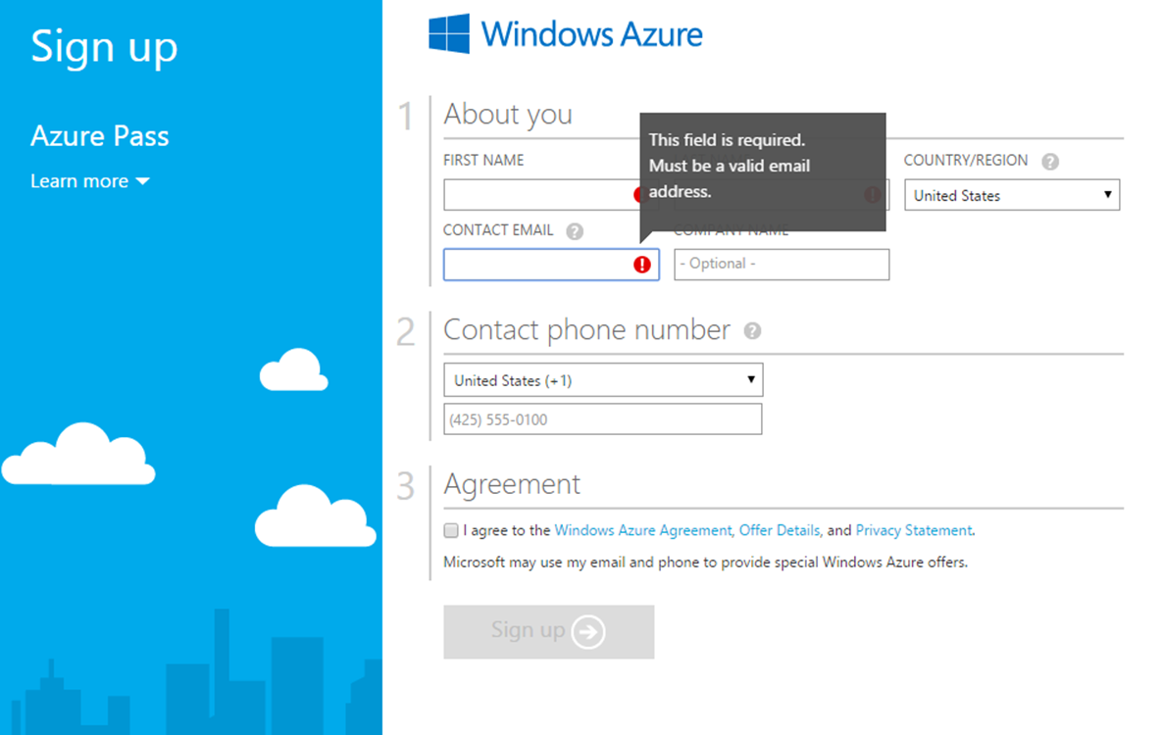 Sign up
Azure Pass
Learn more
Windows Azure
1 About you
This field is required.
Must be a valid email
address.
FIRST NAME
COUNTRY/REGION ?
United States
CONTACT EMAIL ?
COMPANY NAME
- Optional -
2 Contact phone number ?
United States (+1)
(425) 555-0100
3 Agreement
I agree to the Windows Azure Agreement, Offer Details, and Privacy Statement.
Microsoft may use my email and phone to provide special Windows Azure offers.
Sign up